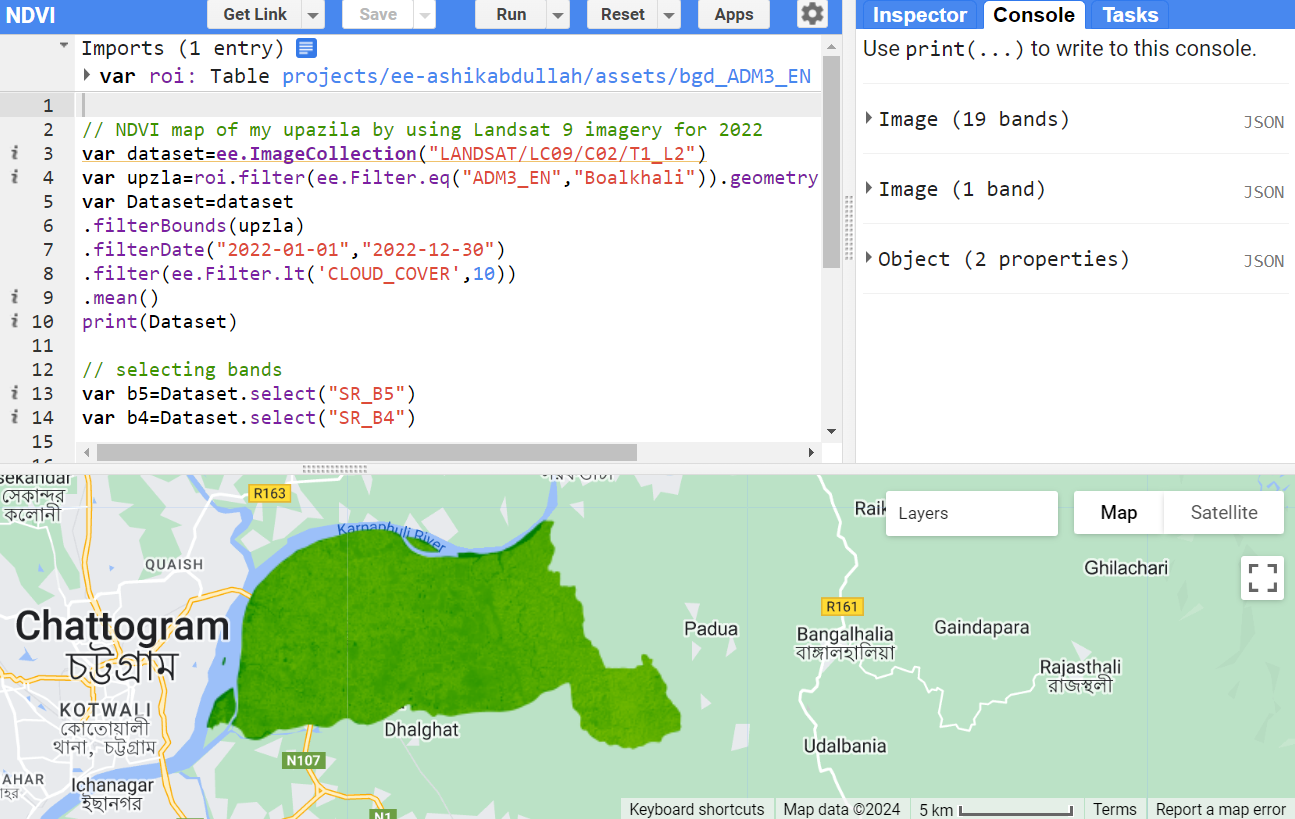 NDVI
Get Link
Save
Run
Reset
Apps
Inspector
Console
Tasks
Imports (1 entry)
var roi: Table projects/ee-ashikabdullah/assets/bgd_ADM3_EN
1
2 // NDVI map of my upazila by using Landsat 9 imagery for 2022
3 var dataset=ee.ImageCollection("LANDSAT/LC09/C02/T1_L2")
4 var upzla=roi.filter(ee.Filter.eq("ADM3_EN","Boalkhali")).geometry
5 var Dataset=dataset
6 .filterBounds(upzla)
7 .filterDate("2022-01-01","2022-12-30")
8 .filter(ee.Filter.lt('CLOUD_COVER',10))
9 .mean()
10 print(Dataset)
11
12 // selecting bands
13 var b5=Dataset.select("SR_B5")
14 var b4=Dataset.select("SR_B4")
15
Use print(...) to write to this console.
Image (19 bands) JSON
Image (1 band) JSON
Object (2 properties) JSON
সেকান্দর
কলোনী
R163
Karnaphuli River
QUAISH
Chattogram
চট্টগ্রাম
KOTWALI
কোতোয়ালী
থানা, চট্টগ্রাম
Ichanagar
ইছানগর
N107
N1
Dhalghat
Padua
Raik
Layers
Map
Satellite
Ghilachari
R161
Bangalhalia
বাঙ্গালহালিয়া
Gaindapara
Rajasthali
রাজস্থলী
Udalbania
Keyboard shortcuts
Map data ©2024
5 km
Terms
Report a map error